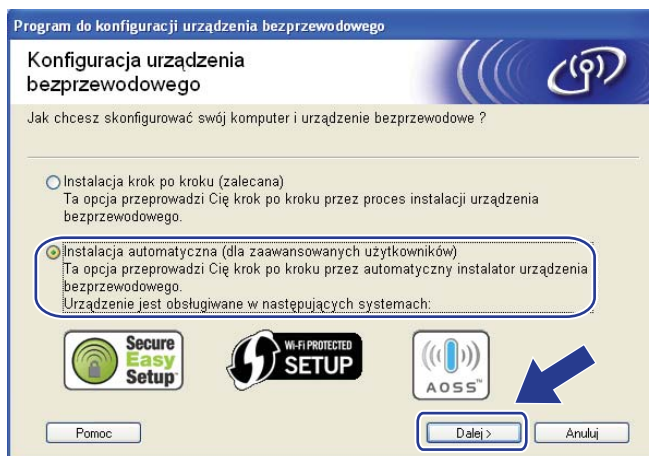 Program do konfiguracji urządzenia bezprzewodowego
Konfiguracja urządzenia
bezprzewodowego
Jak chcesz skonfigurować swój komputer i urządzenie bezprzewodowe ?
Instalacja krok po kroku (zalecana)
Ta opcja przeprowadzi Cię krok po kroku przez proces instalacji urządzenia
bezprzewodowego.
Instalacja automatyczna (dla zaawansowanych użytkowników)
Ta opcja przeprowadzi Cię krok po kroku przez automatyczny instalator urządzenia
bezprzewodowego.
Urządzenie jest obsługiwane w następujących systemach:
Secure
Easy
Setup
Wi-Fi PROTECTED
SETUP
AOSS™
Pomoc
Dalej >
Anuluj